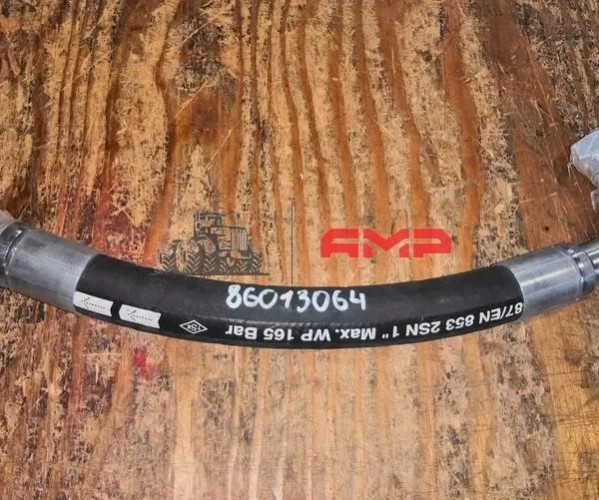 AMP
86013064
87/EN 853 2SN 1" Max. WP 165 Bar